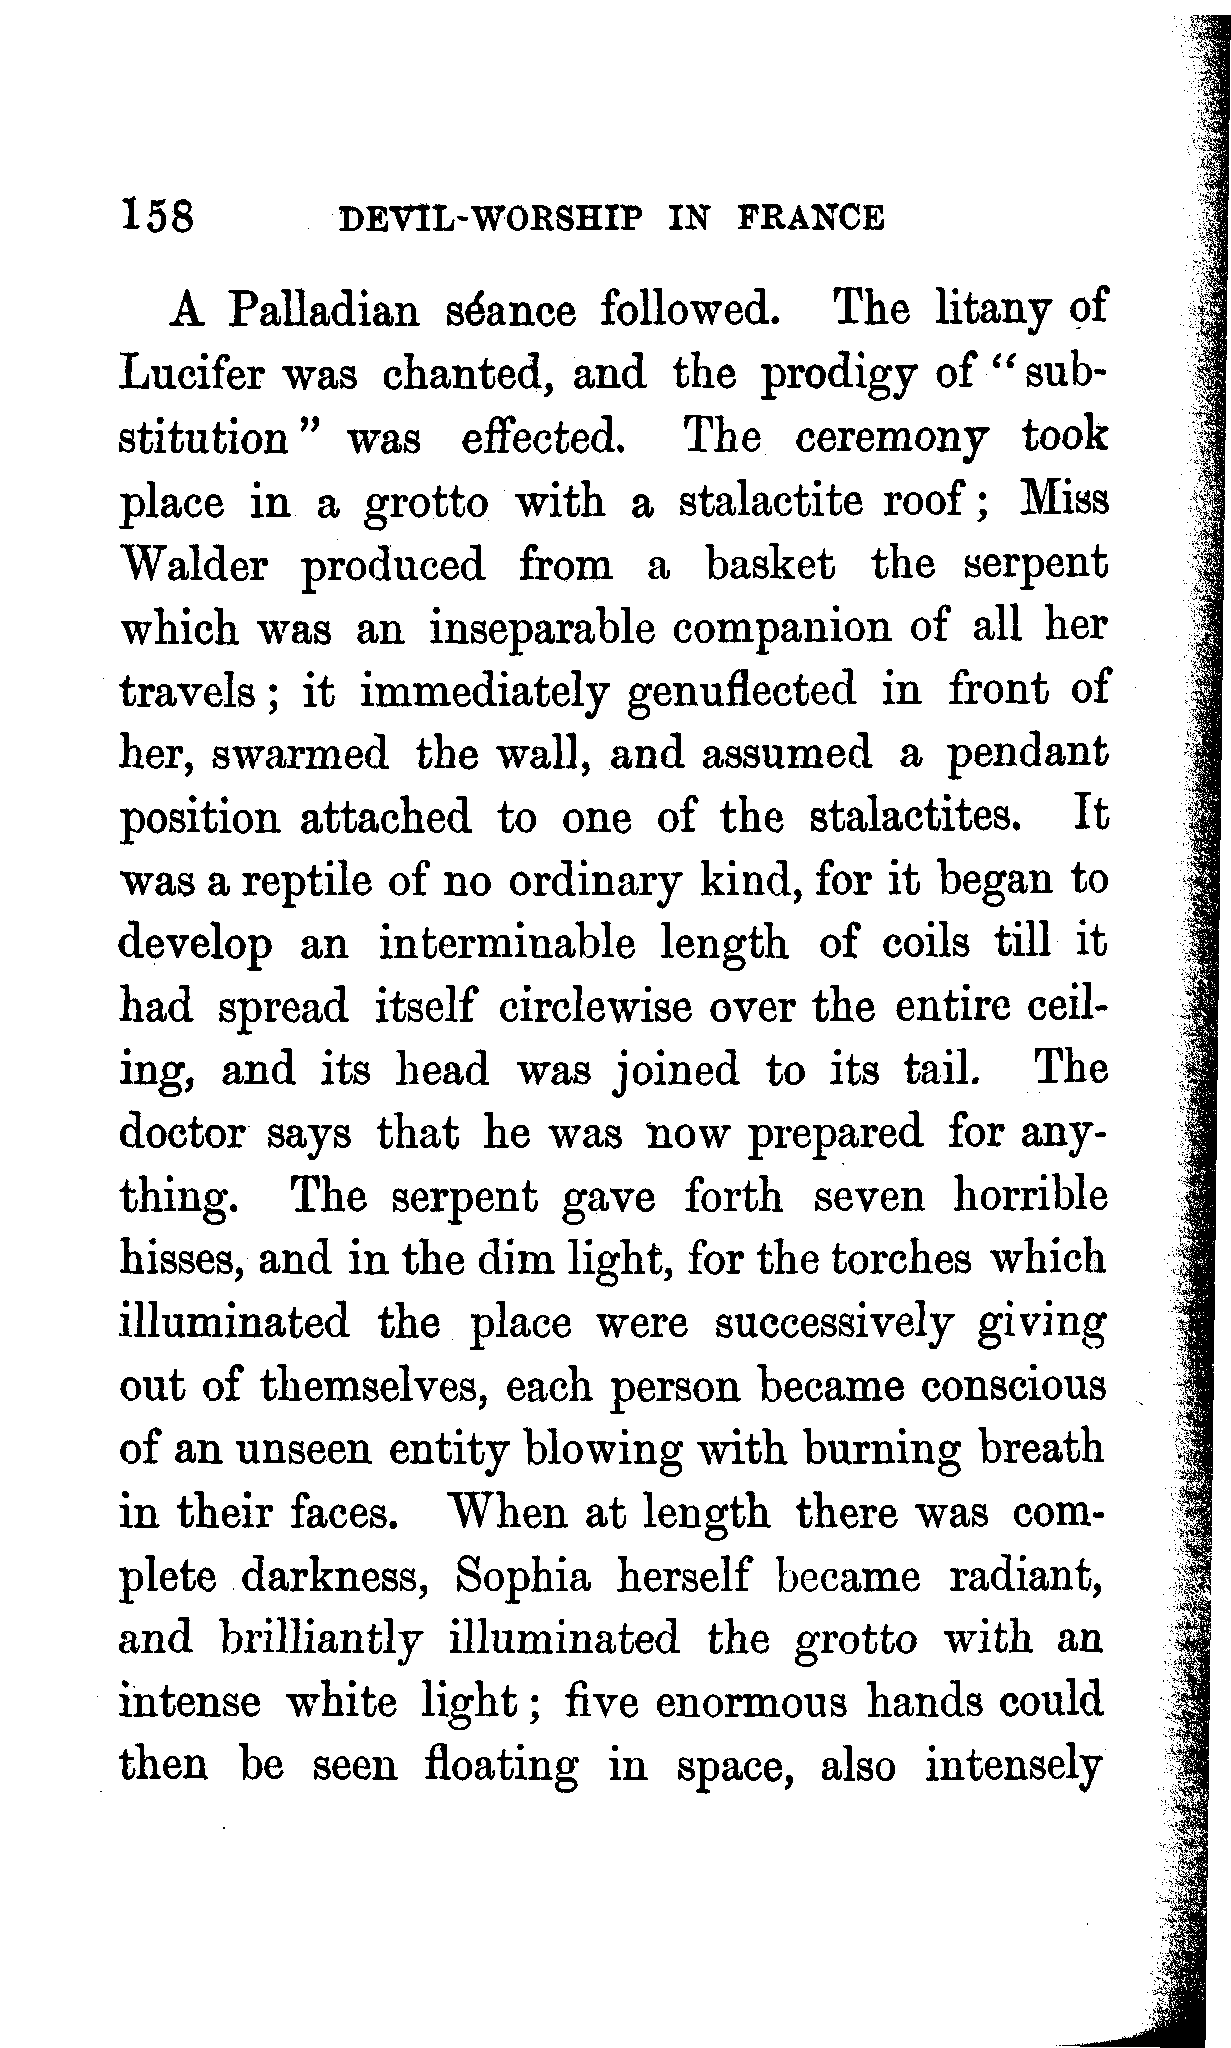 158 DEVIL-WORSHIP IN FRANCE
A Palladian séance followed. The litany of
Lucifer was chanted, and the prodigy of "sub-
stitution" was effected. The ceremony took
place in a grotto with a stalactite roof; Miss
Walder produced from a basket the serpent
which was an inseparable companion of all her
travels; it immediately genuflected in front of
her, swarmed the wall, and assumed a pendant
position attached to one of the stalactites. It
was a reptile of no ordinary kind, for it began to
develop an interminable length of coils till it
had spread itself circlewise over the entire ceil-
ing, and its head was joined to its tail. The
doctor says that he was now prepared for any-
thing. The serpent gave forth seven horrible
hisses, and in the dim light, for the torches which
illuminated the place were successively giving
out of themselves, each person became conscious
of an unseen entity blowing with burning breath
in their faces. When at length there was com-
plete darkness, Sophia herself became radiant,
and brilliantly illuminated the grotto with an
intense white light; five enormous hands could
then be seen floating in space, also intensely